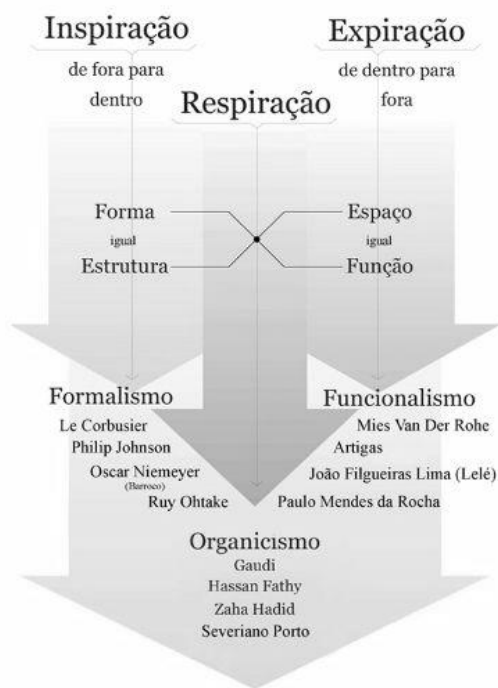 Inspiração
de fora para
dentro
Expiração
de dentro para
fora
Respiração
Forma
igual
Estrutura
Espaço
igual
Função
Formalismo
Le Corbusier
Philip Johnson
Oscar Niemeyer
(Barroco)
Ruy Ohtake
Funcionalismo
Mies Van Der Rohe
Artigas
João Filgueiras Lima (Lelé)
Paulo Mendes da Rocha
Organicismo
Gaudi
Hassan Fathy
Zaha Hadid
Severiano Porto